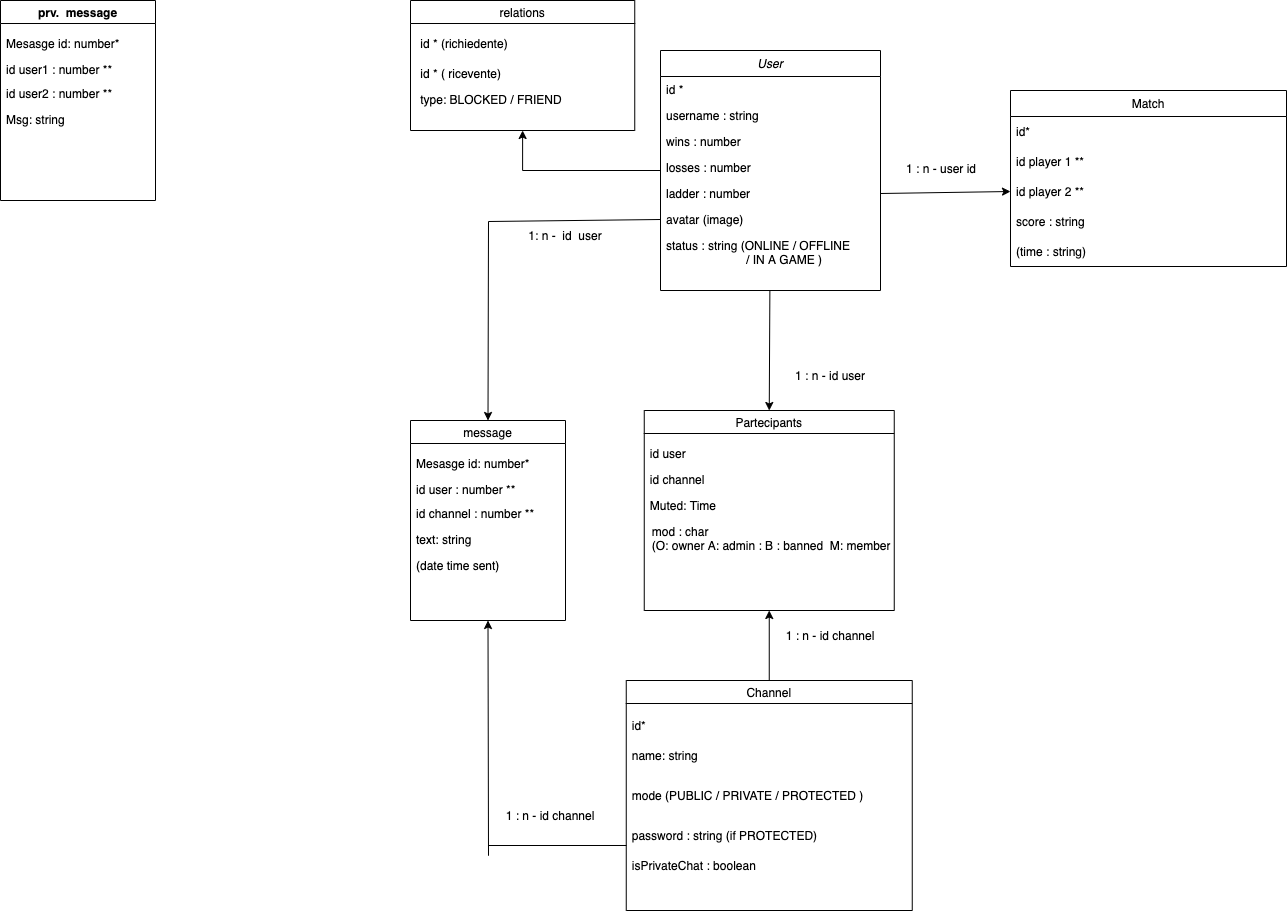 prv. message
Mesasge id: number*
id user1 : number **
id user2 : number **
Msg: string
relations
id * (richiedente)
id * ( ricevente)
type: BLOCKED / FRIEND
User
id *
username : string
wins : number
losses : number
ladder : number
avatar (image)
status : string (ONLINE / OFFLINE
/ IN A GAME )
1 : n - user id
Match
id*
id player 1 **
id player 2 **
score : string
(time : string)
1: n - id user
1 : n - id user
message
Mesasge id: number*
id user : number **
id channel : number **
text: string
(date time sent)
Partecipants
id user
id channel
Muted: Time
mod : char
(O: owner A: admin : B : banned M: member
1 : n - id channel
Channel
id*
name: string
mode (PUBLIC / PRIVATE / PROTECTED )
password : string (if PROTECTED)
isPrivateChat : boolean
1 : n - id channel